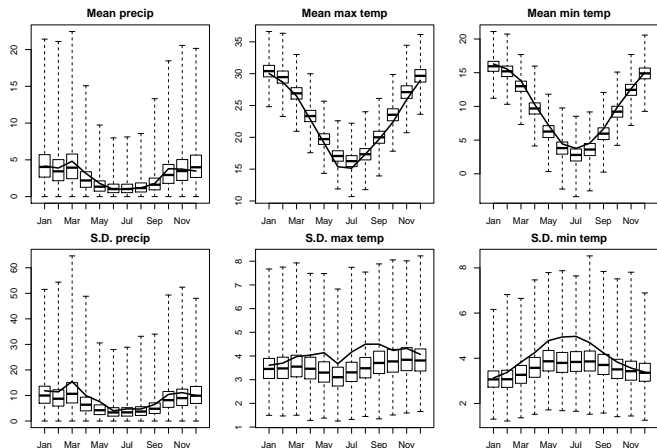 Mean precip
Mean max temp
Mean min temp
20
15
10
5
0
Jan Mar May Jul Sep Nov
35
30
25
20
15
10
Jan Mar May Jul Sep Nov
20
15
10
5
0
Jan Mar May Jul Sep Nov
S.D. precip
S.D. max temp
S.D. min temp
60
50
40
30
20
10
0
Jan Mar May Jul Sep Nov
8
7
6
5
4
3
2
1
Jan Mar May Jul Sep Nov
8
6
4
2
Jan Mar May Jul Sep Nov